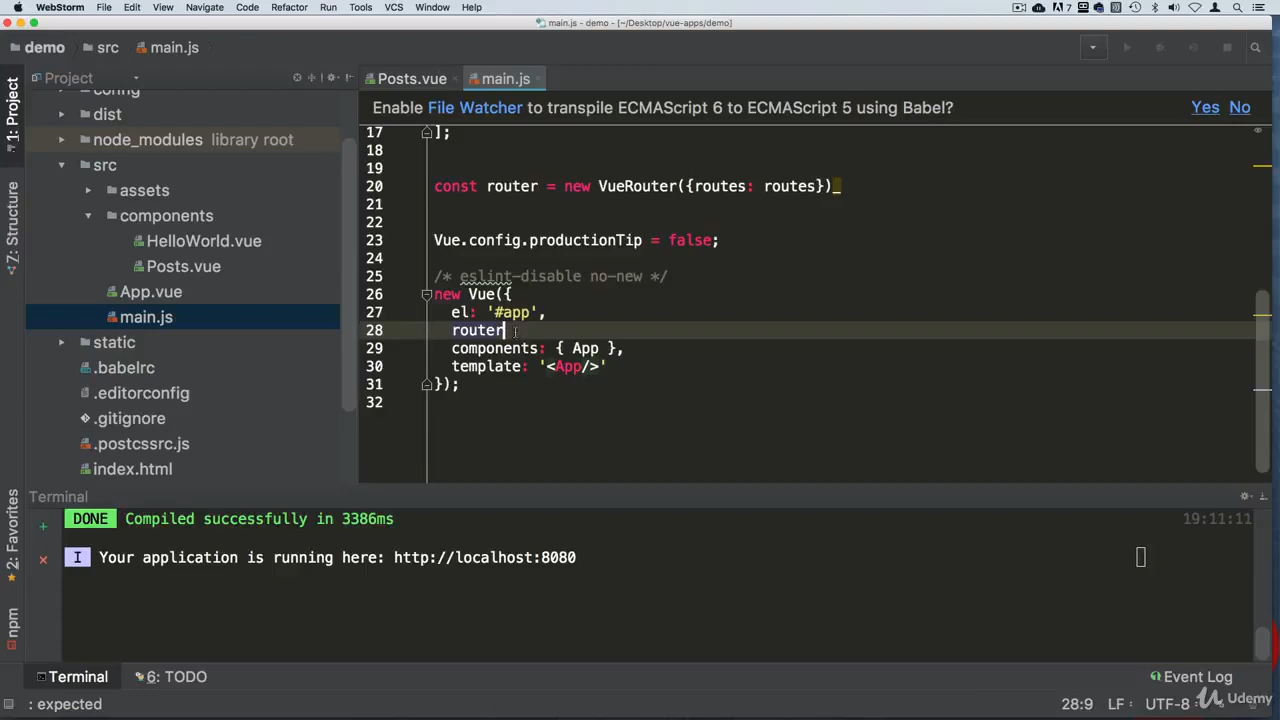 WebStorm File Edit View Navigate Code Refactor Run Tools VCS Window Help 7
main.js - demo - [~/Desktop/vue-apps/demo]
demo src main.js
Project Posts.vue main.js
Enable File Watcher to transpile ECMAScript 6 to ECMAScript 5 using Babel? Yes No
config
dist
node_modules library root
src
assets
components
HelloWorld.vue
Posts.vue
App.vue
main.js
static
.babelrc
.editorconfig
.gitignore
.postcssrc.js
index.html
1: Project
7: Structure
2: Favorites
npm
17 ];
18
19
20 const router = new VueRouter({routes: routes})
21
22
23 Vue.config.productionTip = false;
24
25 /* eslint-disable no-new */
26 new Vue({
27 el: '#app',
28 router
29 components: { App },
30 template: '<App/>'
31 });
32
Terminal
DONE Compiled successfully in 3386ms 19:11:11
I Your application is running here: http://localhost:8080
Terminal 6: TODO Event Log
: expected 28:9 LF÷ UTF-8÷
Udemy